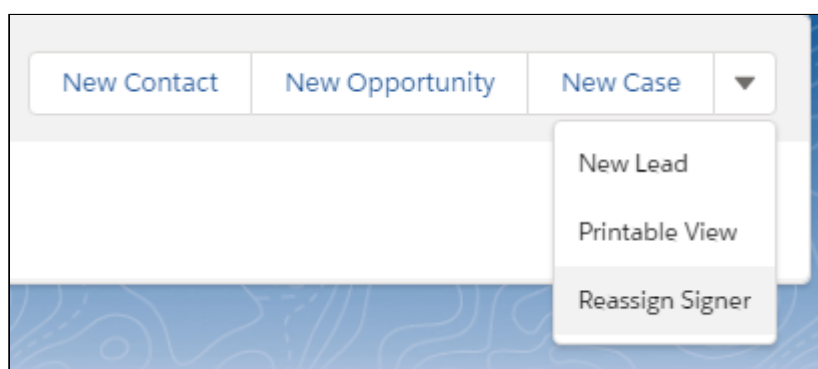 New Contact New Opportunity New Case
New Lead
Printable View
Reassign Signer